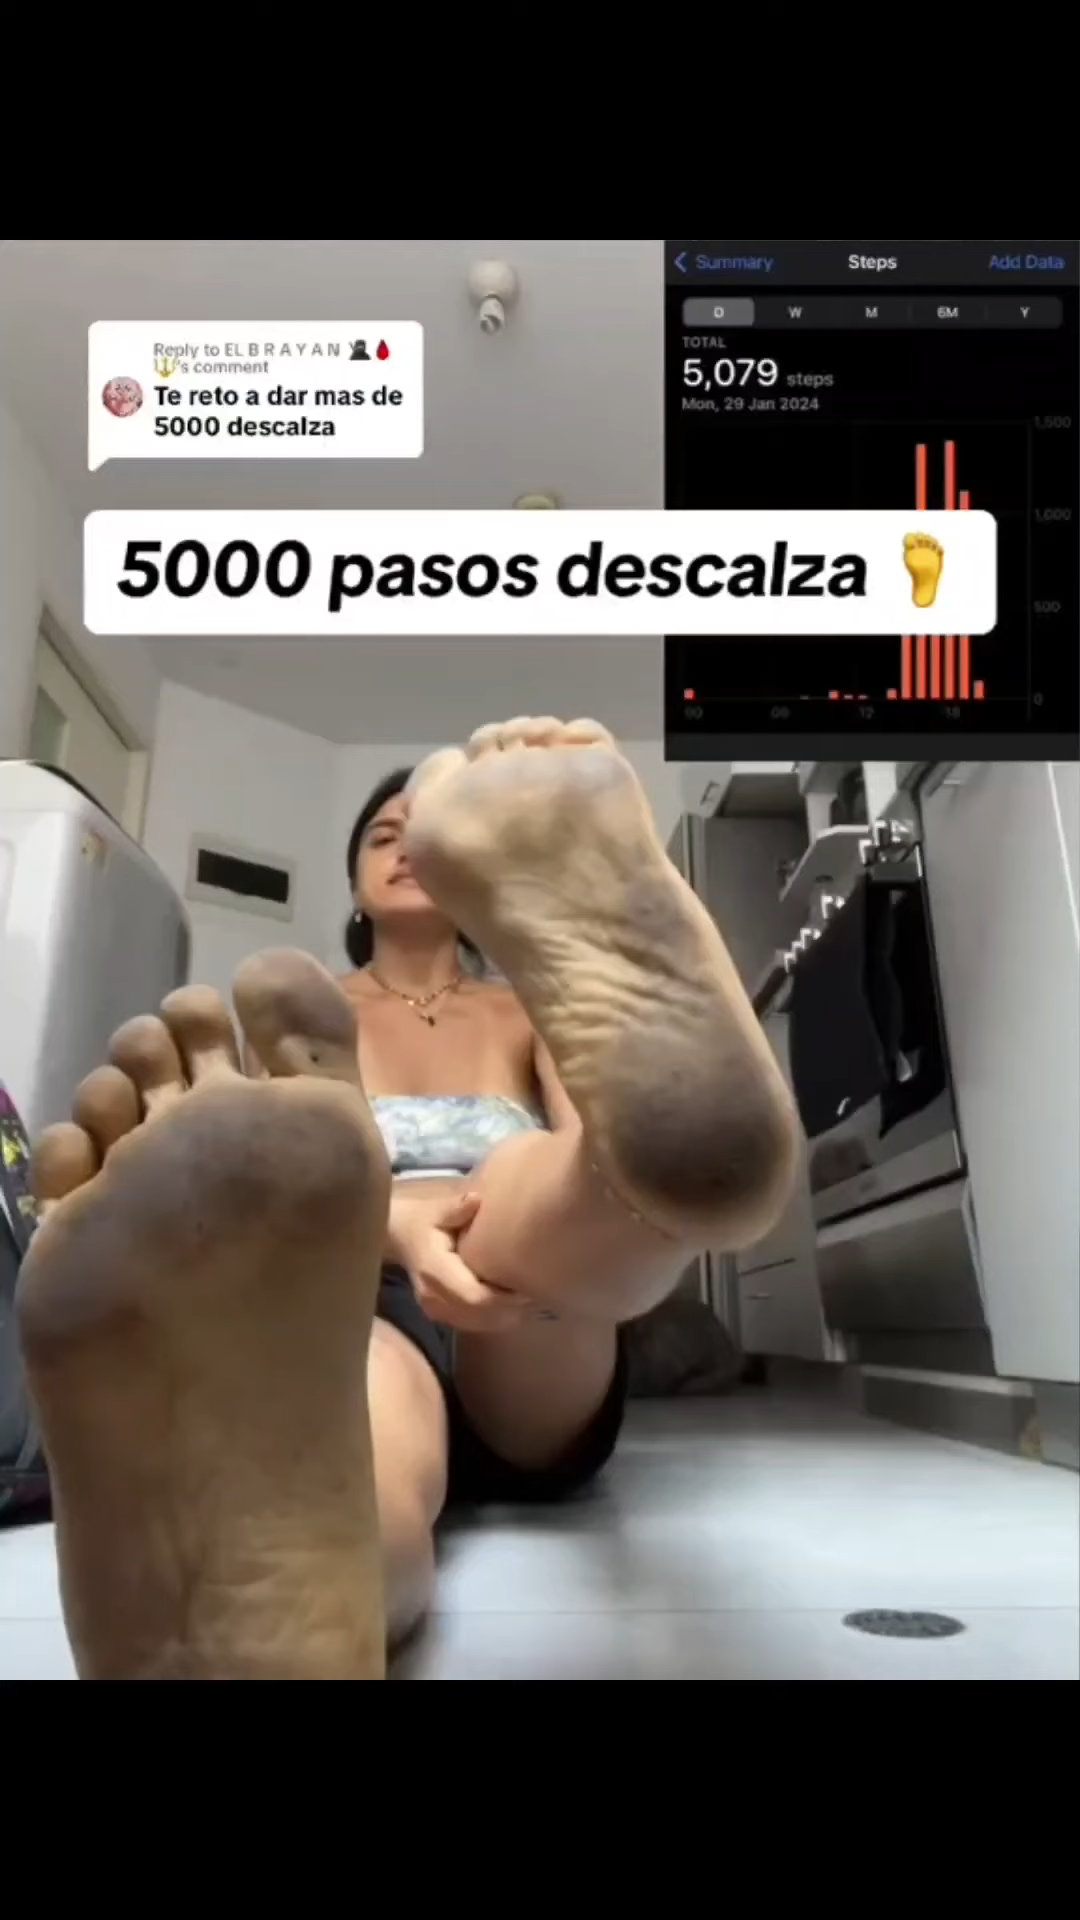 Reply to EL B R A Y A N 🥷🏿🩸
🔱's comment
Te reto a dar mas de
5000 descalza
Summary
Steps
Add Data
D
W
M
6M
Y
TOTAL
5,079 steps
Mon, 29 Jan 2024
1,500
1,000
5000 pasos descalza 🦶
500
0
00
06
12
18